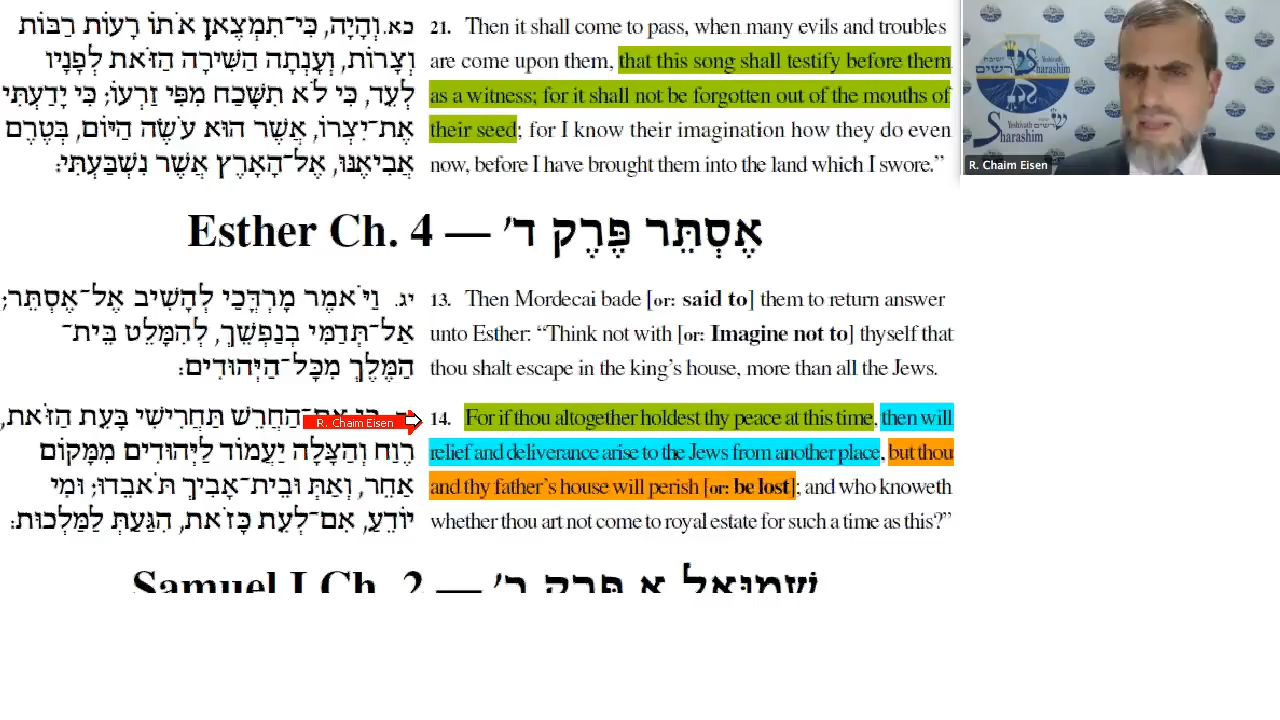 כא. וְהָיָה, כִּי־תִמְצֶאןָ אֹתוֹ רָעוֹת רַבּוֹת
וְצָרוֹת, וְעָנְתָה הַשִּׁירָה הַזֹּאת לְפָנָיו
לְעֵד, כִּי לֹא תִשָּׁכַח מִפִּי זַרְעוֹ; כִּי יָדַעְתִּי
אֶת־יִצְרוֹ, אֲשֶׁר הוּא עֹשֶׂה הַיּוֹם, בְּטֶרֶם
אֲבִיאֶנּוּ, אֶל־הָאָרֶץ אֲשֶׁר נִשְׁבָּעְתִּי:
21. Then it shall come to pass, when many evils and troubles
are come upon them, that this song shall testify before them
as a witness; for it shall not be forgotten out of the mouths of
their seed; for I know their imagination how they do even
now, before I have brought them into the land which I swore.”
Yeshivath Sharashim
ישיבת שרשים
Yeshivath Sharashim
R. Chaim Eisen
Esther Ch. 4 — אֶסְתֵּר פֶּרֶק ד׳
יג. וַיֹּאמֶר מָרְדֳּכַי לְהָשִׁיב אֶל־אֶסְתֵּר;
אַל־תְּדַמִּי בְנַפְשֵׁךְ, לְהִמָּלֵט בֵּית־
הַמֶּלֶךְ מִכָּל־הַיְּהוּדִים:
13. Then Mordecai bade [or: said to] them to return answer
unto Esther: “Think not with [or: Imagine not to] thyself that
thou shalt escape in the king’s house, more than all the Jews.
הַחֲרֵשׁ תַּחֲרִישִׁי בָּעֵת הַזֹּאת,
רֶוַח וְהַצָּלָה יַעֲמוֹד לַיְּהוּדִים מִמָּקוֹם
אַחֵר, וְאַתְּ וּבֵית־אָבִיךְ תֹּאבֵדוּ; וּמִי
יוֹדֵעַ, אִם־לְעֵת כָּזֹאת, הִגַּעַתְּ לַמַּלְכוּת:
R. Chaim Eisen
14. For if thou altogether holdest thy peace at this time, then will
relief and deliverance arise to the Jews from another place, but thou
and thy father’s house will perish [or: be lost]; and who knoweth
whether thou art not come to royal estate for such a time as this?”
Samuel I Ch. 2 — שְׁמוּאֵל א פֶּרֶק ב׳